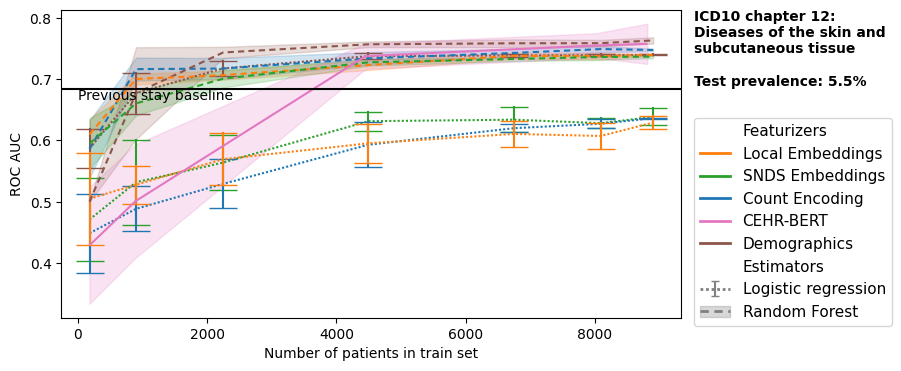 ICD10 chapter 12:
Diseases of the skin and
subcutaneous tissue
Test prevalence: 5.5%
0.8
0.7
0.6
0.5
0.4
ROC AUC
Previous stay baseline
0
2000
4000
6000
8000
Number of patients in train set
Featurizers
Local Embeddings
SNDS Embeddings
Count Encoding
CEHR-BERT
Demographics
Estimators
Logistic regression
Random Forest